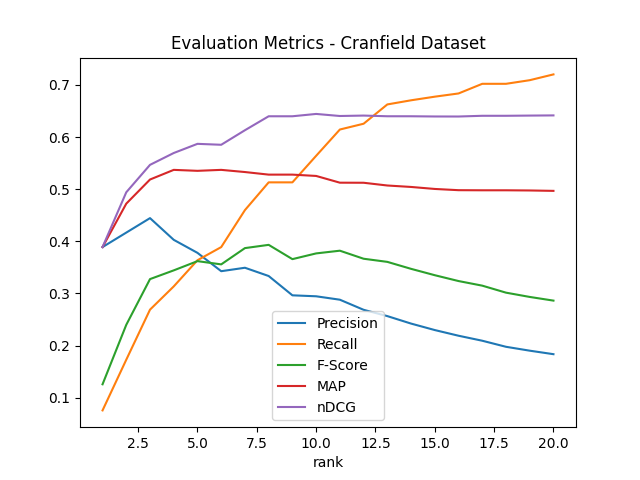 Evaluation Metrics - Cranfield Dataset
0.7
0.6
0.5
0.4
0.3
0.2
0.1
Precision
Recall
F-Score
MAP
nDCG
2.5 5.0 7.5 10.0 12.5 15.0 17.5 20.0
rank